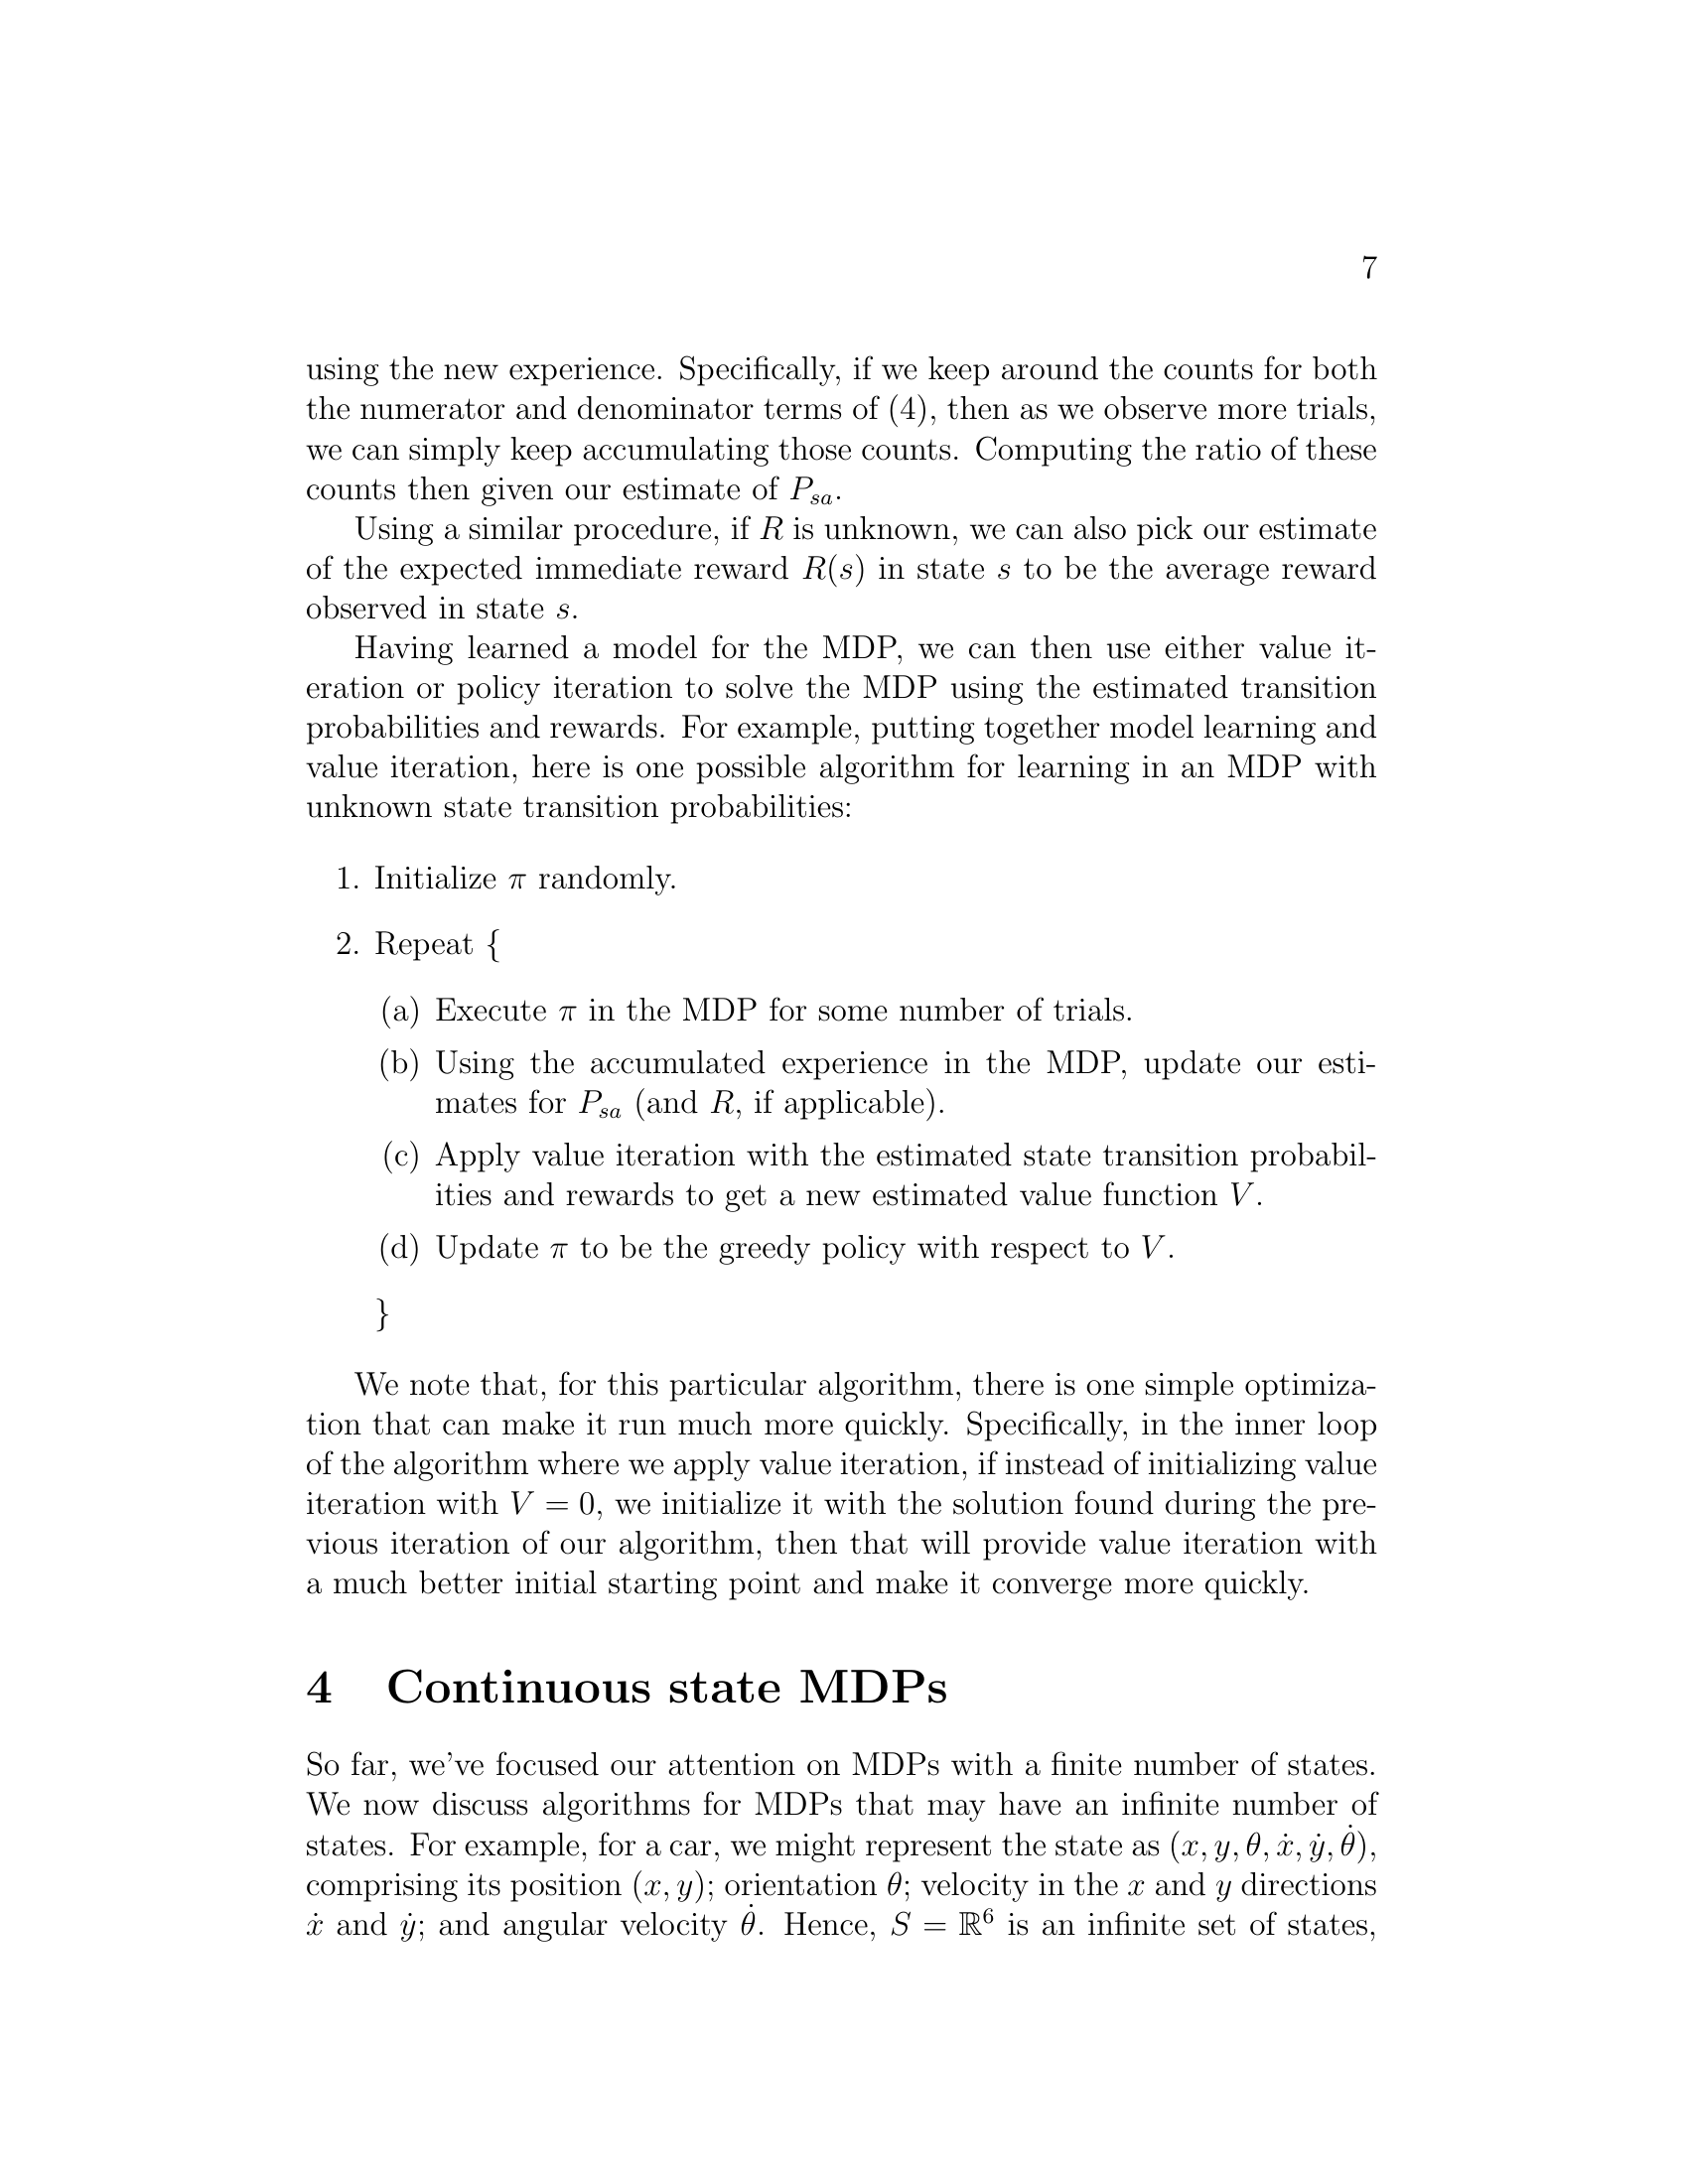 7
using the new experience. Specifically, if we keep around the counts for both
the numerator and denominator terms of (4), then as we observe more trials,
we can simply keep accumulating those counts. Computing the ratio of these
counts then given our estimate of $P_{sa}$.
Using a similar procedure, if $R$ is unknown, we can also pick our estimate
of the expected immediate reward $R(s)$ in state $s$ to be the average reward
observed in state $s$.
Having learned a model for the MDP, we can then use either value it-
eration or policy iteration to solve the MDP using the estimated transition
probabilities and rewards. For example, putting together model learning and
value iteration, here is one possible algorithm for learning in an MDP with
unknown state transition probabilities:
1. Initialize $\pi$ randomly.
2. Repeat {
(a) Execute $\pi$ in the MDP for some number of trials.
(b) Using the accumulated experience in the MDP, update our esti-
mates for $P_{sa}$ (and $R$, if applicable).
(c) Apply value iteration with the estimated state transition probabil-
ities and rewards to get a new estimated value function $V$.
(d) Update $\pi$ to be the greedy policy with respect to $V$.
}
We note that, for this particular algorithm, there is one simple optimiza-
tion that can make it run much more quickly. Specifically, in the inner loop
of the algorithm where we apply value iteration, if instead of initializing value
iteration with $V = 0$, we initialize it with the solution found during the pre-
vious iteration of our algorithm, then that will provide value iteration with
a much better initial starting point and make it converge more quickly.
4 Continuous state MDPs
So far, we've focused our attention on MDPs with a finite number of states.
We now discuss algorithms for MDPs that may have an infinite number of
states. For example, for a car, we might represent the state as $(x, y, \theta, \dot{x}, \dot{y}, \dot{\theta})$,
comprising its position $(x, y)$; orientation $\theta$; velocity in the $x$ and $y$ directions
$\dot{x}$ and $\dot{y}$; and angular velocity $\dot{\theta}$. Hence, $S = \mathbb{R}^6$ is an infinite set of states,